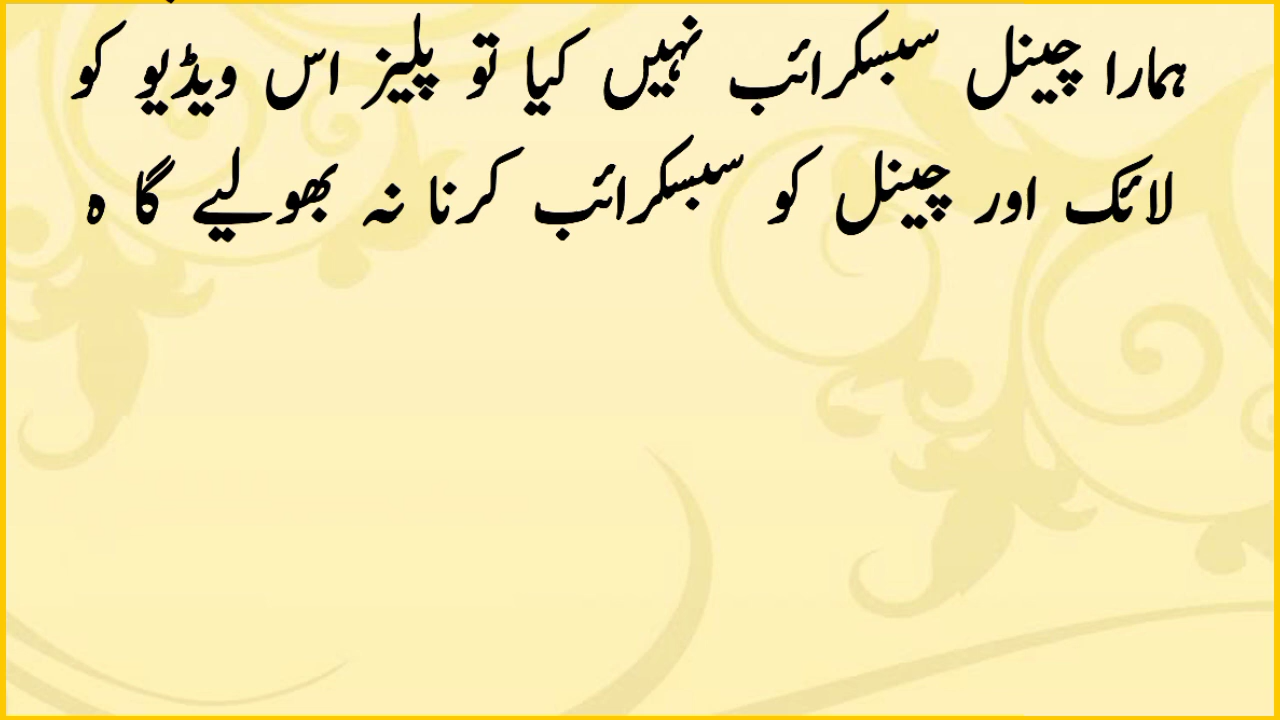 ہمارا چینل سبسکرائب نہیں کیا تو پلیز اس ویڈیو کو
لائک اور چینل کو سبسکرائب کرنا نہ بھولیے گا ہ